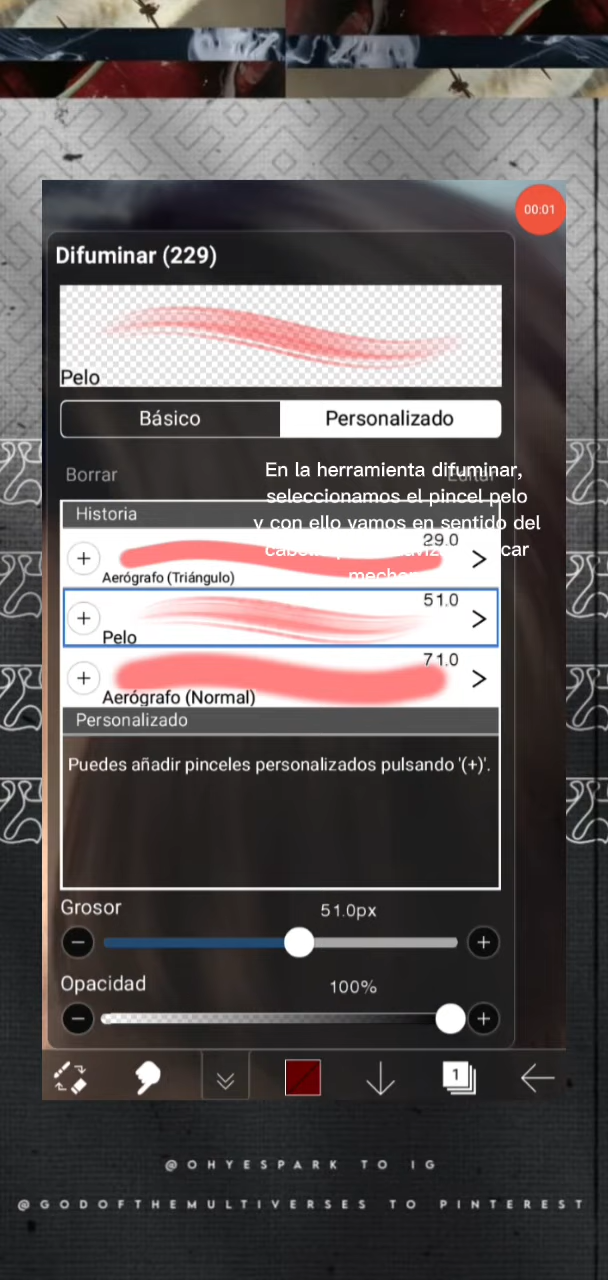 00:01
Difuminar (229)
Pelo
Básico
Personalizado
Borrar
Editar
En la herramienta difuminar,
seleccionamos el pincel pelo
y con ello vamos en sentido del
Historia
29.0
Aerógrafo (Triángulo)
51.0
Pelo
71.0
Aerógrafo (Normal)
Personalizado
Puedes añadir pinceles personalizados pulsando '(+)'.
Grosor
51.0px
Opacidad
100%
1
@OHYESPARK TO IG
@GODOFTHEMULTIVERSES TO PINTEREST